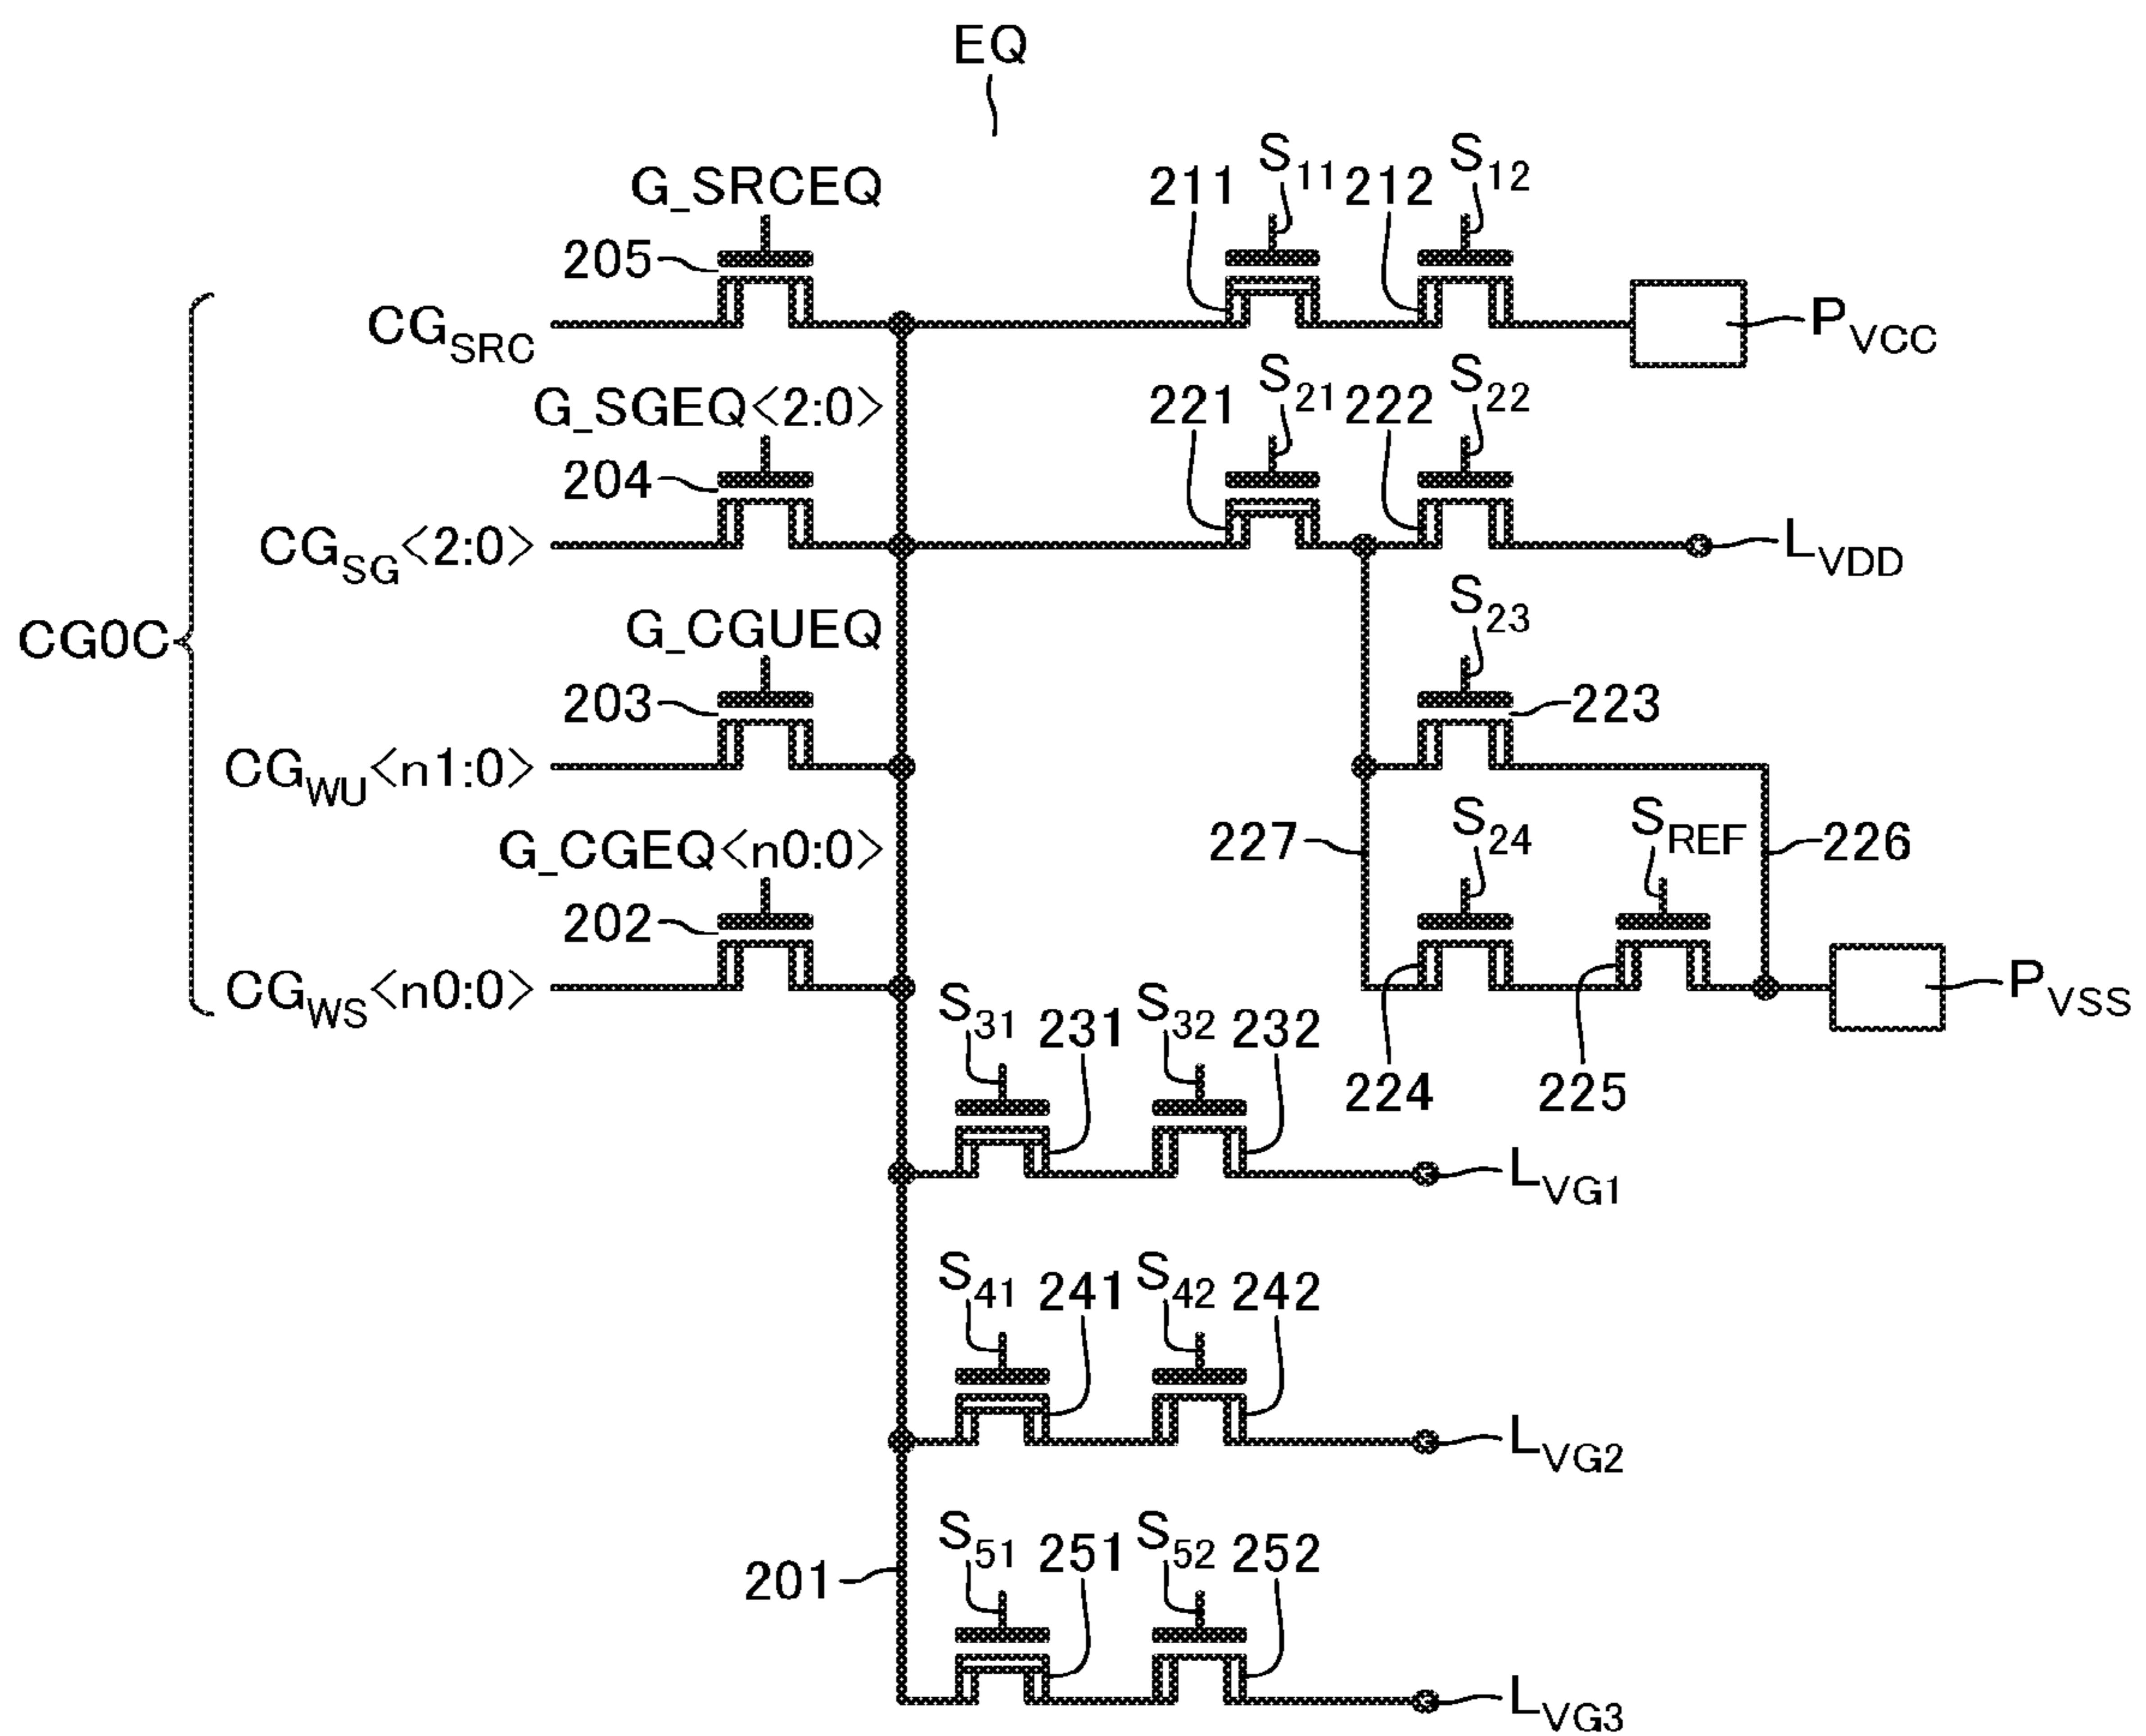 EQ
G_SRCEQ
211
S11
212
S12
205
CGSRC
PVCC
G_SGEQ<2:0>
221
S21
222
S22
204
CGSG<2:0>
LVDD
CG0C
G_CGUEQ
S23
203
223
CGWU<n1:0>
G_CGEQ<n0:0>
227
S24
SREF
226
202
CGWS<n0:0>
PVSS
S31
231
S32
232
224
225
LVG1
S41
241
S42
242
LVG2
S51
251
S52
252
201
LVG3